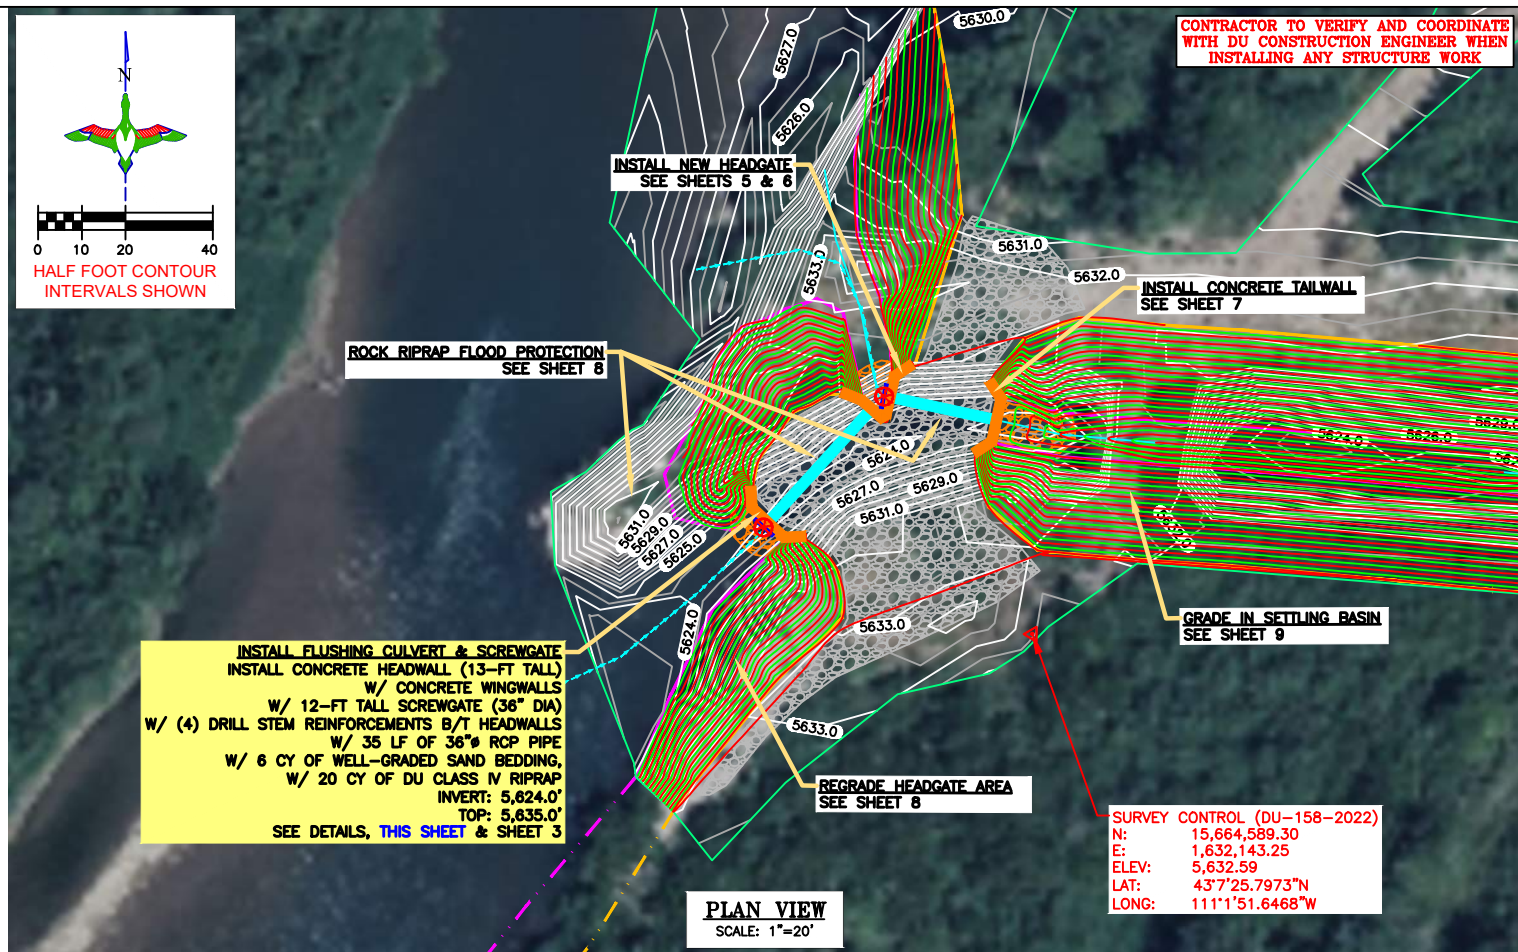 N
0 10 20 40
HALF FOOT CONTOUR
INTERVALS SHOWN
CONTRACTOR TO VERIFY AND COORDINATE
WITH DU CONSTRUCTION ENGINEER WHEN
INSTALLING ANY STRUCTURE WORK
5630.0
5627.0
5626.0
INSTALL NEW HEADGATE
SEE SHEETS 5 & 6
5631.0
5632.0
5633.0
INSTALL CONCRETE TAILWALL
SEE SHEET 7
ROCK RIPRAP FLOOD PROTECTION
SEE SHEET 8
5629.0
5626.0
5627.0
5629.0
5631.0
5631.0
5629.0
5627.0
5625.0
5624.0
5633.0
5633.0
GRADE IN SETTLING BASIN
SEE SHEET 9
INSTALL FLUSHING CULVERT & SCREWGATE
INSTALL CONCRETE HEADWALL (13-FT TALL)
W/ CONCRETE WINGWALLS
W/ 12-FT TALL SCREWGATE (36" DIA)
W/ (4) DRILL STEM REINFORCEMENTS B/T HEADWALLS
W/ 35 LF OF 36"ø RCP PIPE
W/ 6 CY OF WELL-GRADED SAND BEDDING,
W/ 20 CY OF DU CLASS IV RIPRAP
INVERT: 5,624.0'
TOP: 5,635.0'
SEE DETAILS, THIS SHEET & SHEET 3
REGRADE HEADGATE AREA
SEE SHEET 8
SURVEY CONTROL (DU-158-2022)
N: 15,664,589.30
E: 1,632,143.25
ELEV: 5,632.59
LAT: 43°7'25.7973"N
LONG: 111°1'51.6468"W
PLAN VIEW
SCALE: 1"=20'